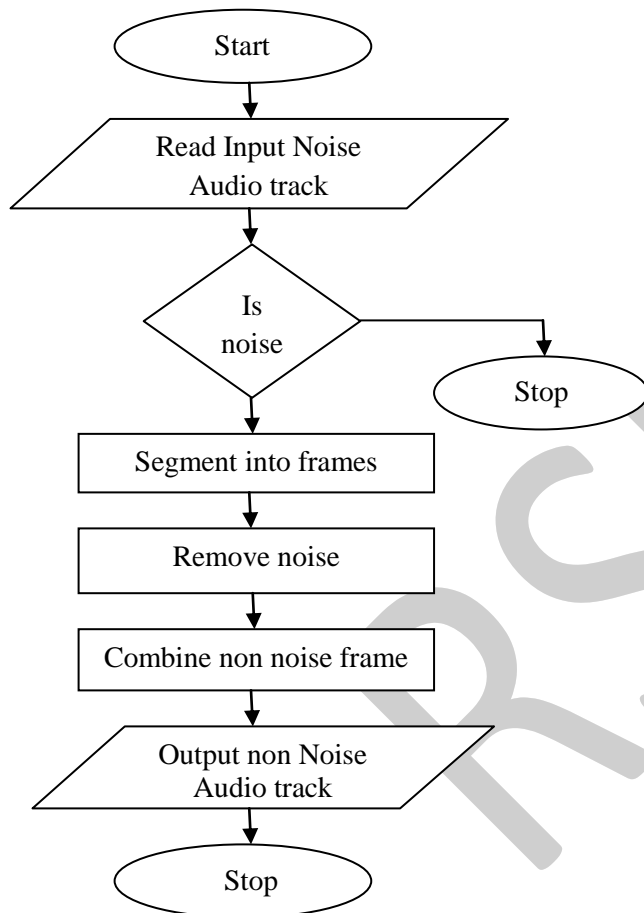 Start
Read Input Noise
Audio track
Is
noise
Stop
Segment into frames
Remove noise
Combine non noise frame
Output non Noise
Audio track
Stop